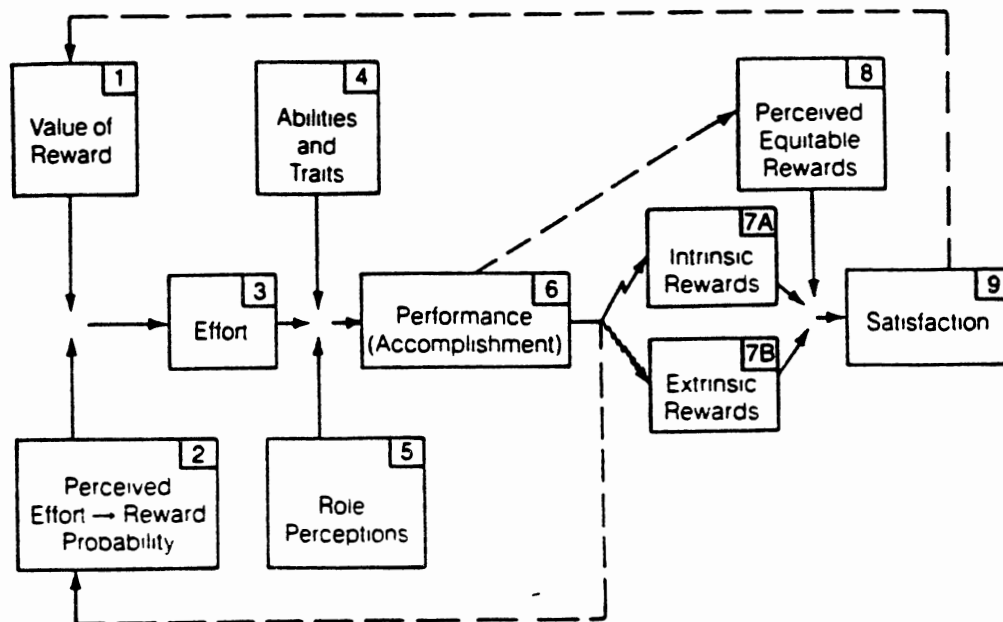 1
Value of
Reward
4
Abilities
and
Traits
8
Perceived
Equitable
Rewards
3
Effort
6
Performance
(Accomplishment)
7A
Intrinsic
Rewards
7B
Extrinsic
Rewards
9
Satisfaction
2
Perceived
Effort → Reward
Probability
5
Role
Perceptions